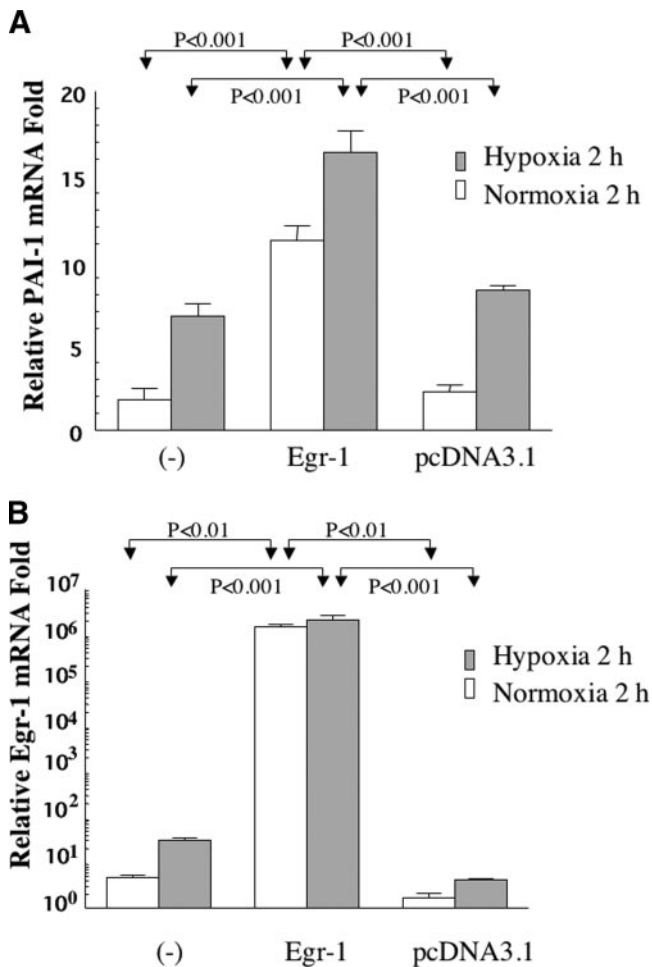 A
P<0.001 P<0.001
P<0.001 P<0.001
20
15
10
5
0
Relative PAI-1 mRNA Fold
Hypoxia 2 h
Normoxia 2 h
(-) Egr-1 pcDNA3.1
B
P<0.01 P<0.01
P<0.001 P<0.001
10⁷
10⁶
10⁵
10⁴
10³
10²
10¹
10⁰
Relative Egr-1 mRNA Fold
Hypoxia 2 h
Normoxia 2 h
(-) Egr-1 pcDNA3.1